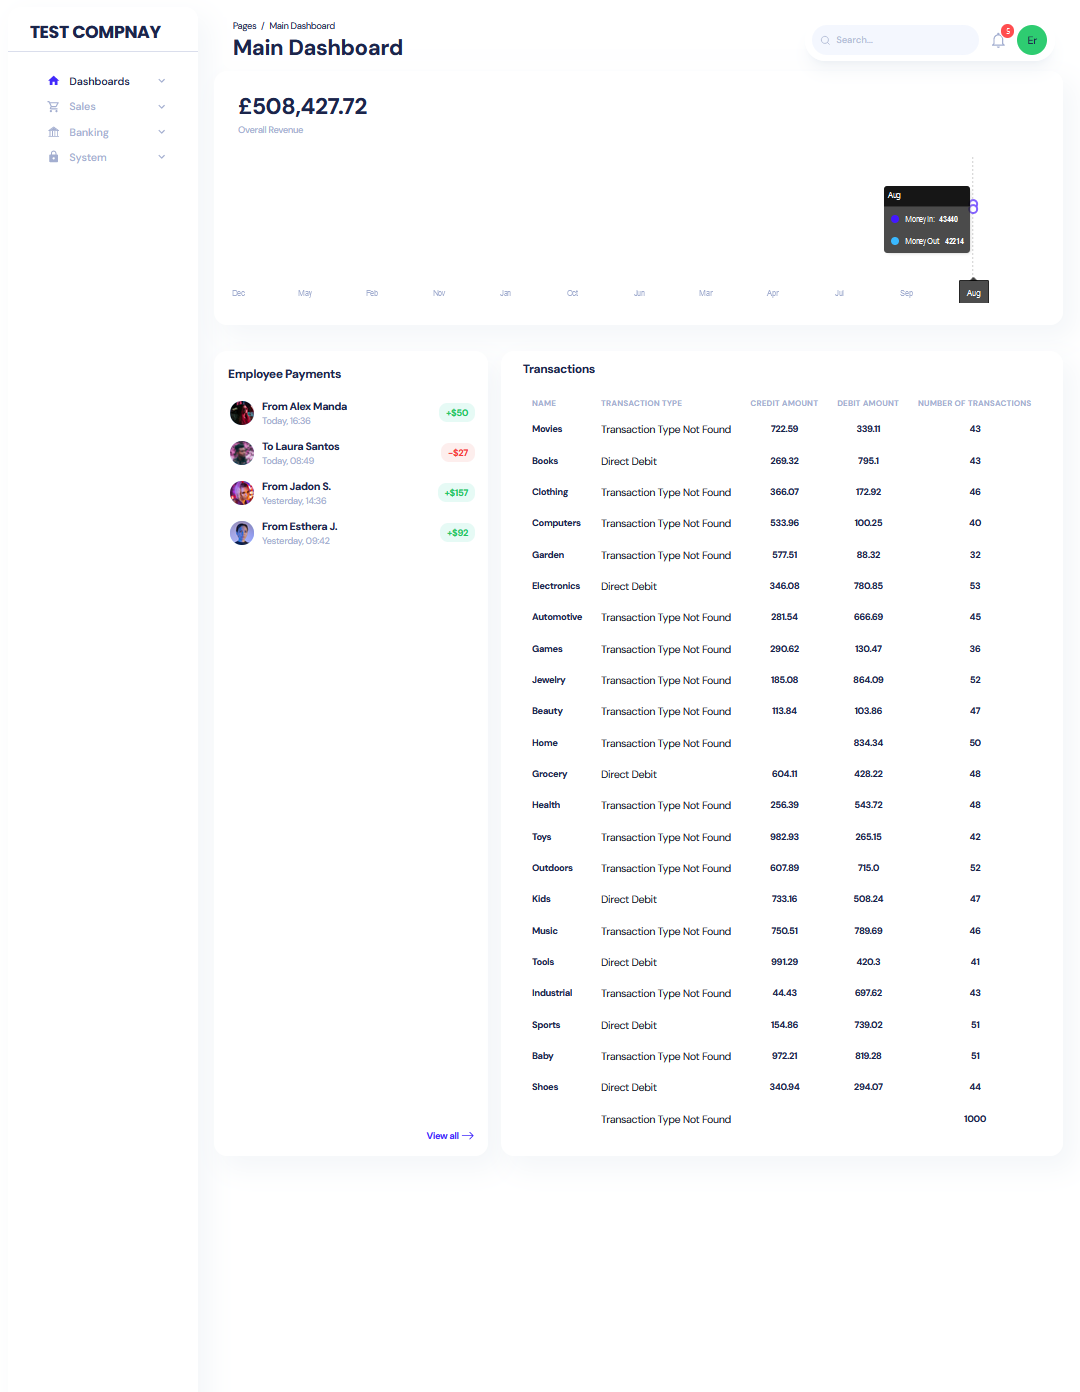 TEST COMPNAY
Dashboards
Sales
Banking
System
Pages / Main Dashboard
Main Dashboard
Search...
5
Er
£508,427.72
Overall Revenue
Aug
Money In: 43440
Money Out 42214
Dec May Feb Nov Jan Oct Jun Mar Apr Jul Sep Aug
Employee Payments
From Alex Manda
Today, 16:36
+$50
To Laura Santos
Today, 08:49
-$27
From Jadon S.
Yesterday, 14:36
+$157
From Esthera J.
Yesterday, 09:42
+$92
View all
Transactions
NAME TRANSACTION TYPE CREDIT AMOUNT DEBIT AMOUNT NUMBER OF TRANSACTIONS
Movies Transaction Type Not Found 722.59 339.11 43
Books Direct Debit 269.32 795.1 43
Clothing Transaction Type Not Found 366.07 172.92 46
Computers Transaction Type Not Found 533.96 100.25 40
Garden Transaction Type Not Found 577.51 88.32 32
Electronics Direct Debit 346.08 780.85 53
Automotive Transaction Type Not Found 281.54 666.69 45
Games Transaction Type Not Found 290.62 130.47 36
Jewelry Transaction Type Not Found 185.08 864.09 52
Beauty Transaction Type Not Found 113.84 103.86 47
Home Transaction Type Not Found 834.34 50
Grocery Direct Debit 604.11 428.22 48
Health Transaction Type Not Found 256.39 543.72 48
Toys Transaction Type Not Found 982.93 265.15 42
Outdoors Transaction Type Not Found 607.89 715.0 52
Kids Direct Debit 733.16 508.24 47
Music Transaction Type Not Found 750.51 789.69 46
Tools Direct Debit 991.29 420.3 41
Industrial Transaction Type Not Found 44.43 697.62 43
Sports Direct Debit 154.86 739.02 51
Baby Transaction Type Not Found 972.21 819.28 51
Shoes Direct Debit 340.94 294.07 44
Transaction Type Not Found 1000